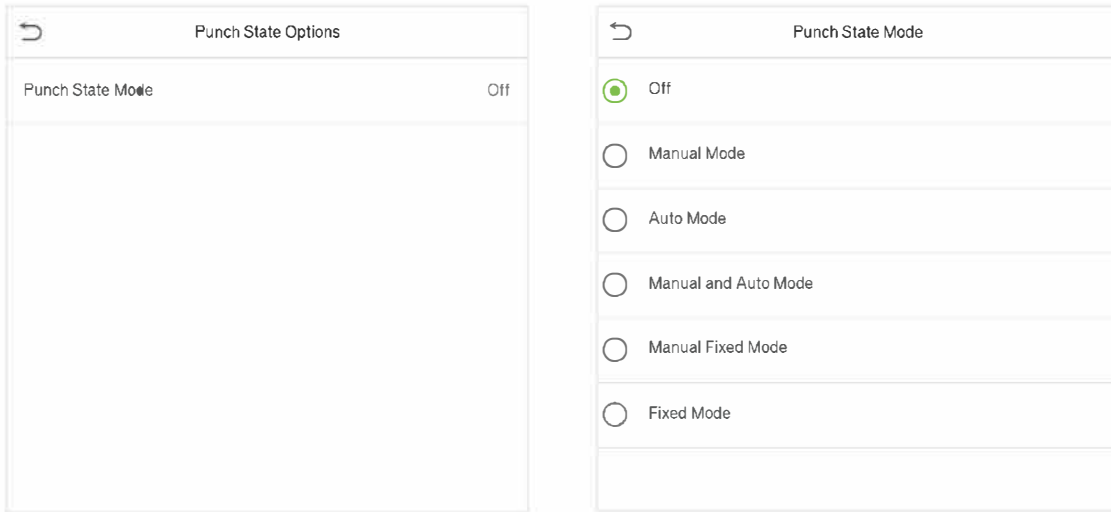 Punch State Options
Punch State Mode Off
Punch State Mode
Off
Manual Mode
Auto Mode
Manual and Auto Mode
Manual Fixed Mode
Fixed Mode